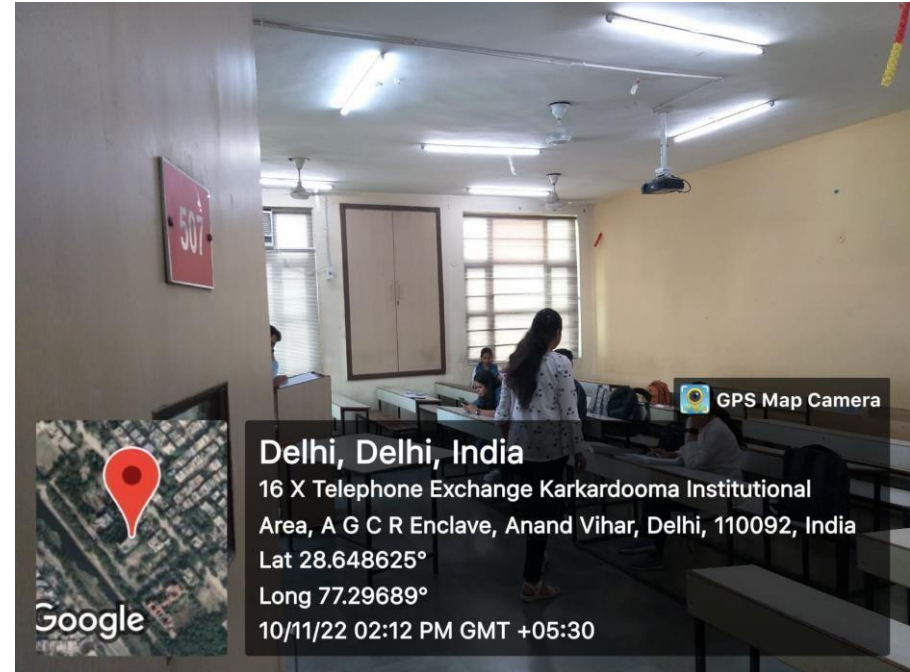 507
GPS Map Camera
Delhi, Delhi, India
16 X Telephone Exchange Karkardooma Institutional
Area, A G C R Enclave, Anand Vihar, Delhi, 110092, India
Lat 28.648625°
Long 77.29689°
10/11/22 02:12 PM GMT +05:30
Google